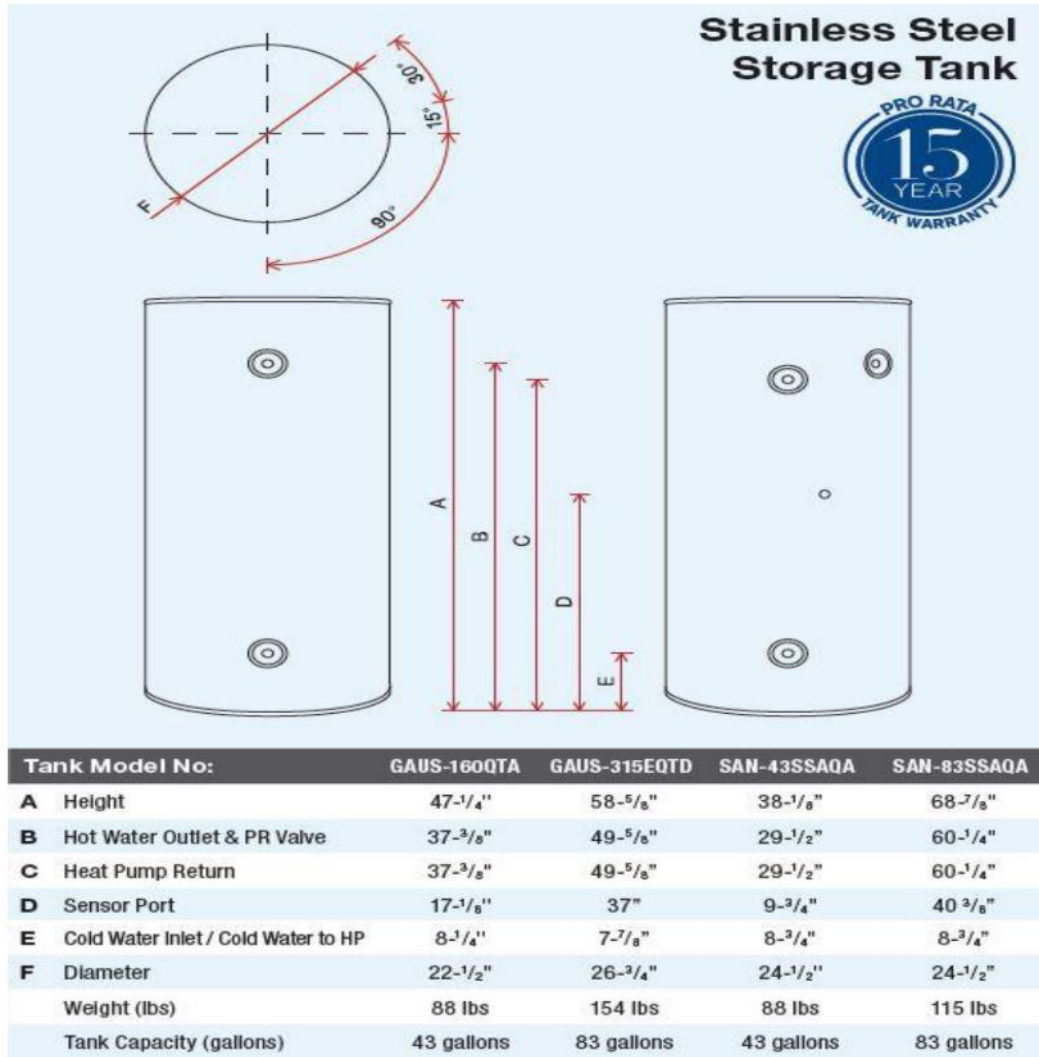 Stainless Steel
Storage Tank
PRO RATA
15
YEAR
TANK WARRANTY
30°
15°
90°
F
A
B
C
D
E
Tank Model No: GAUS-160QTA GAUS-315EQTD SAN-43SSAQA SAN-83SSAQA
A Height 47-1/4'' 58-5/8" 38-1/8" 68-7/8"
B Hot Water Outlet & PR Valve 37-3/8" 49-5/8" 29-1/2" 60-1/4"
C Heat Pump Return 37-3/8" 49-5/8" 29-1/2" 60-1/4"
D Sensor Port 17-1/8" 37" 9-3/4" 40 3/8"
E Cold Water Inlet / Cold Water to HP 8-1/4'' 7-7/8" 8-3/4" 8-3/4"
F Diameter 22-1/2" 26-3/4" 24-1/2'' 24-1/2"
Weight (lbs) 88 lbs 154 lbs 88 lbs 115 lbs
Tank Capacity (gallons) 43 gallons 83 gallons 43 gallons 83 gallons